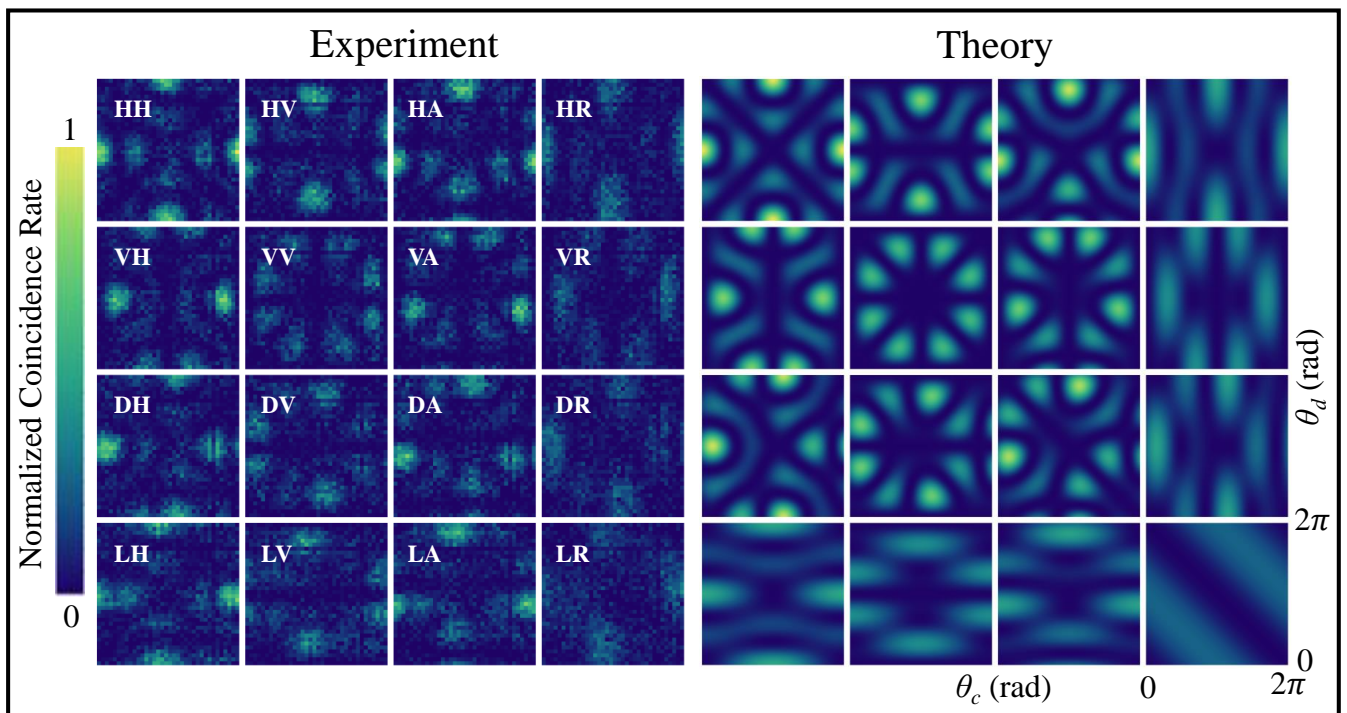 Experiment
Theory
Normalized Coincidence Rate
1
0
HH HV HA HR
VH VV VA VR
DH DV DA DR
LH LV LA LR
θd (rad)
2π
0
θc (rad)
0
2π